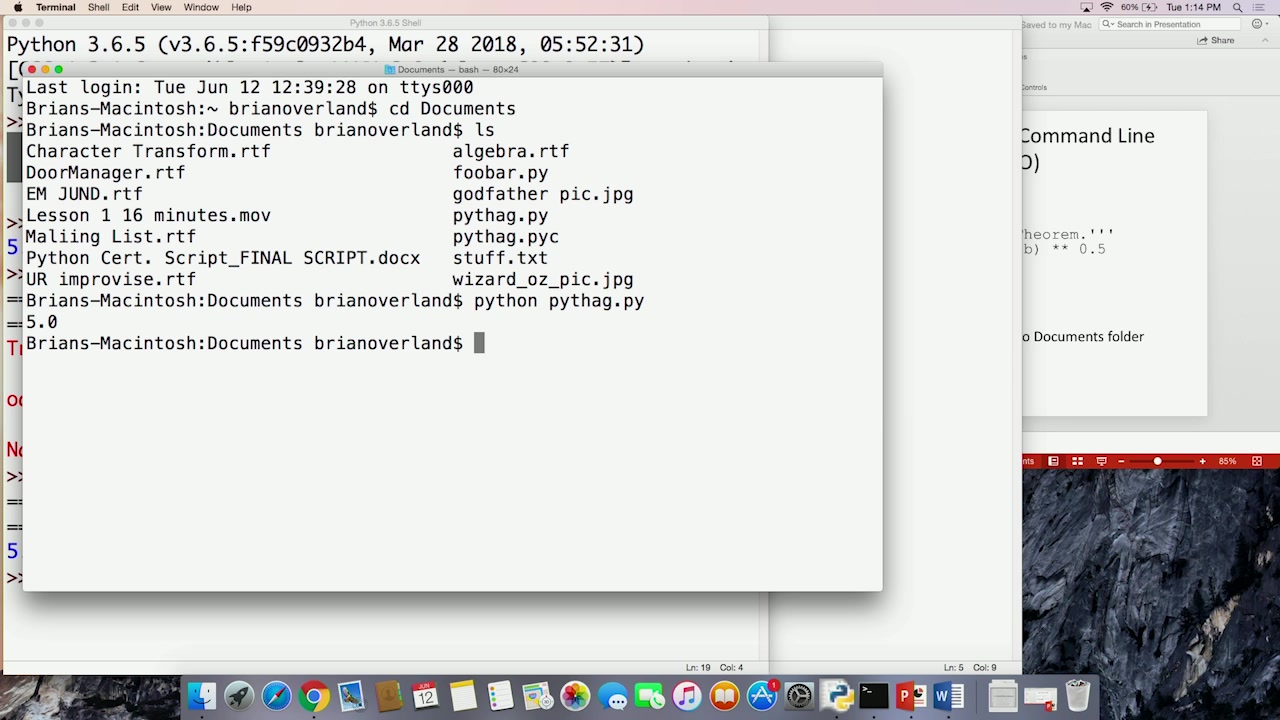 Terminal Shell Edit View Window Help 60% Tue 1:14 PM
Python 3.6.5 Shell
Saved to my Mac Search in Presentation
Share
Python 3.6.5 (v3.6.5:f59c0932b4, Mar 28 2018, 05:52:31)
Documents — bash — 80×24
Last login: Tue Jun 12 12:39:28 on ttys000
Brians-Macintosh:~ brianoverland$ cd Documents
Brians-Macintosh:Documents brianoverland$ ls
Character Transform.rtf algebra.rtf
DoorManager.rtf foobar.py
EM JUND.rtf godfather pic.jpg
Lesson 1 16 minutes.mov pythag.py
Maliing List.rtf pythag.pyc
Python Cert. Script_FINAL SCRIPT.docx stuff.txt
UR improvise.rtf wizard_oz_pic.jpg
Brians-Macintosh:Documents brianoverland$ python pythag.py
5.0
Brians-Macintosh:Documents brianoverland$
>>
5
>>
==
==
>>
==
==
5
>>
Controls
Command Line
O)
heorem.'''
b) ** 0.5
o Documents folder
nts 85%
Ln: 19 Col: 4
Ln: 5 Col: 9
JUN
12
1